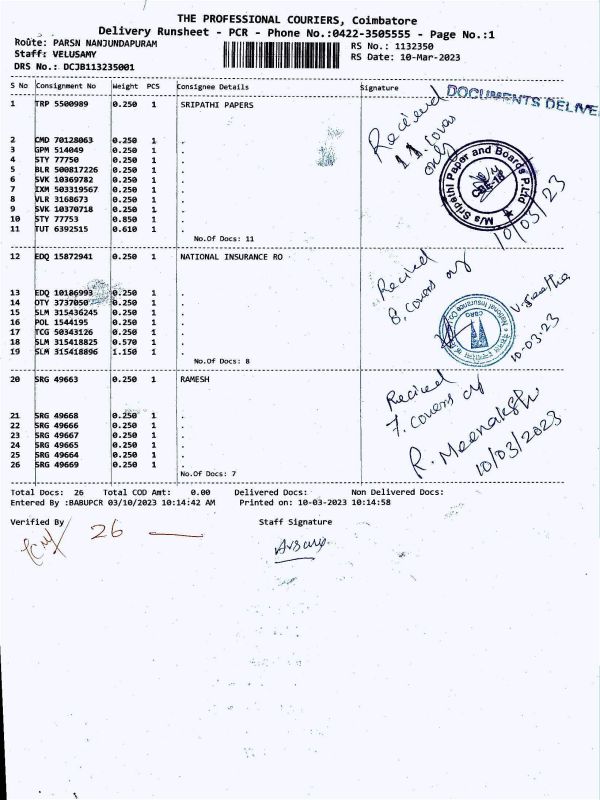 THE PROFESSIONAL COURIERS, Coimbatore
Delivery Runsheet - PCR - Phone No.:0422-3505555 - Page No.:1
Route: PARSN NANJUNDAPURAM
RS No.: 1132350
Staff: VELUSAMY
RS Date: 10-Mar-2023
DRS No.: DCJB113235001
S No Consignment No Weight PCS Consignee Details Signature
DOCUMENTS DELIVE
1 TRP 5500989 0.250 1 SRIPATHI PAPERS
Received
11. Covers
only
2 CMD 70128063 0.250 1 .
3 GPM 514049 0.250 1 .
4 STY 77750 0.250 1 .
5 BLR 500817226 0.250 1 .
6 SVK 10369782 0.250 1 .
7 IXM 503319567 0.250 1 .
8 VLR 3168673 0.250 1 .
9 SVK 10370718 0.250 1 .
10 STY 77753 0.850 1 .
11 TUT 6392515 0.610 1 .
M/s Sripathi Paper and Boards P.Ltd
CBE-18
10/03/23
No.Of Docs: 11
12 EDQ 15872941 0.250 1 NATIONAL INSURANCE RO
Recived
8. covers of
13 EDQ 10186993 0.250 1 .
14 OTY 3737050 0.250 1 .
15 SLM 315436245 0.250 1 .
16 POL 1544195 0.250 1 .
17 TCG 50343126 0.250 1 .
18 SLM 315418825 0.570 1 .
19 SLM 315418896 1.150 1 .
National Insurance Co.
CBRO
10-03.23
No.Of Docs: 8
20 SRG 49663 0.250 1 RAMESH
Recived
7. covers of
R. Meenakshi
10/03/2023
21 SRG 49668 0.250 1 .
22 SRG 49666 0.250 1 .
23 SRG 49667 0.250 1 .
24 SRG 49665 0.250 1 .
25 SRG 49664 0.250 1 .
26 SRG 49669 0.250 1 .
No.Of Docs: 7
Total Docs: 26 Total COD Amt: 0.00 Delivered Docs: Non Delivered Docs:
Entered By :BABUPCR 03/10/2023 10:14:42 AM Printed on: 10-03-2023 10:14:58
Verified By Staff Signature
26